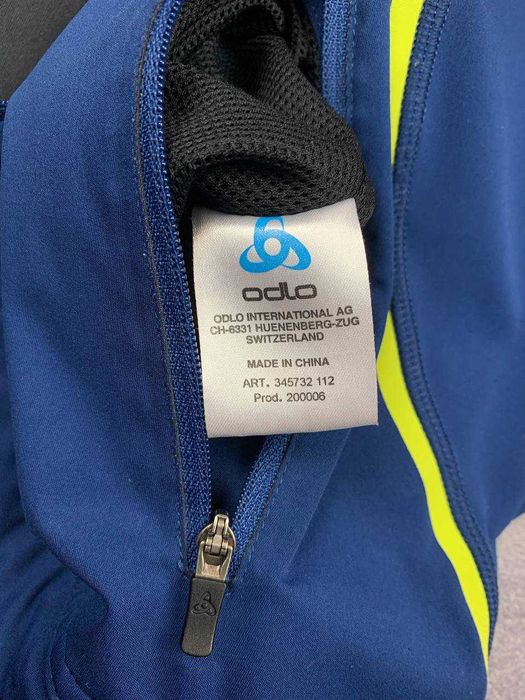 odlo
ODLO INTERNATIONAL AG
CH-6331 HUENENBERG-ZUG
SWITZERLAND
MADE IN CHINA
ART. 345732 112
Prod. 200006